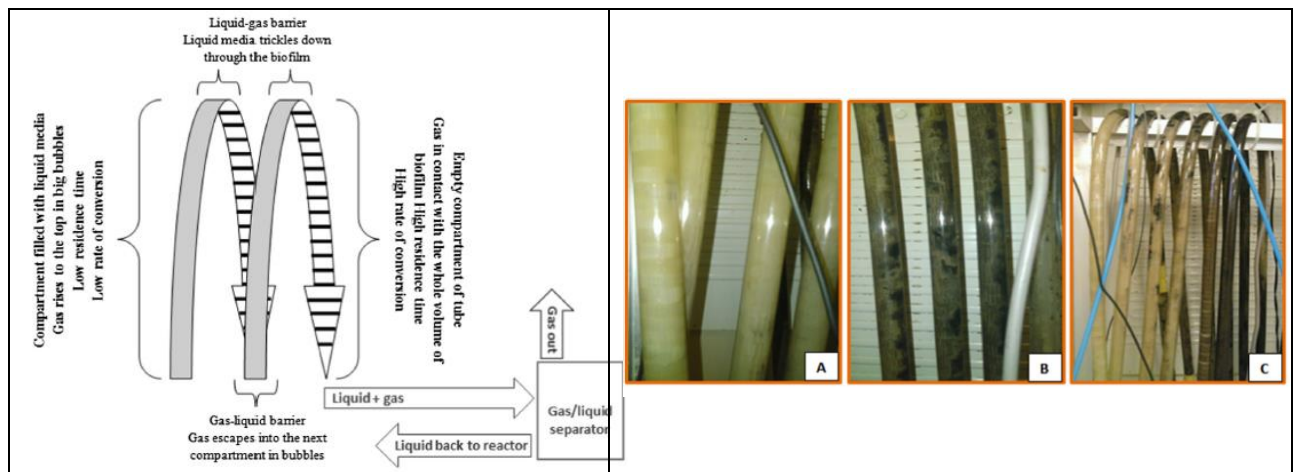 Liquid-gas barrier
Liquid media trickles down
through the biofilm
Compartment filled with liquid media
Gas rises to the top in big bubbles
Low residence time
Low rate of conversion
Empty compartment of tube
Gas in contact with the whole volume of
biofilm High residence time
High rate of conversion
Gas-liquid barrier
Gas escapes into the next
compartment in bubbles
Liquid + gas
Liquid back to reactor
Gas out
Gas/liquid
separator
A
B
C